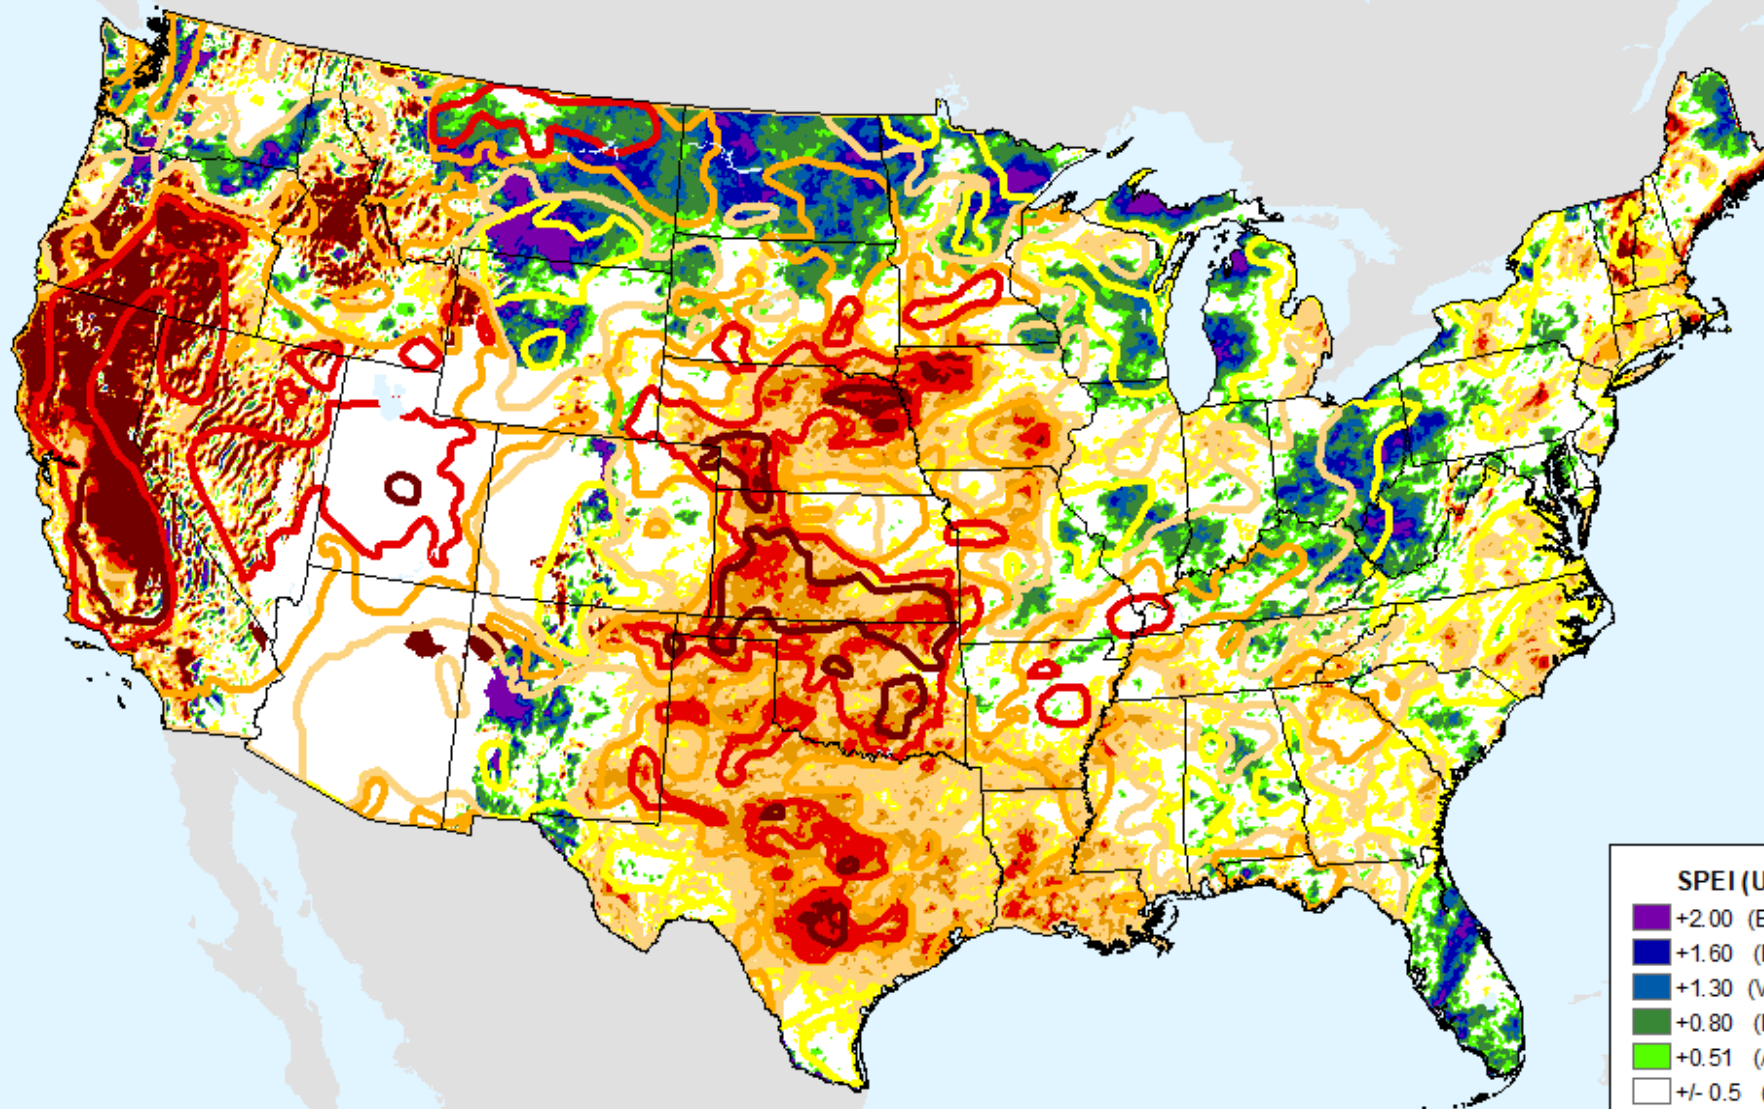 SPEI (U
+2.00 (E
+1.60 (
+1.30 (V
+0.80 (
+0.51 (
+/- 0.5 (